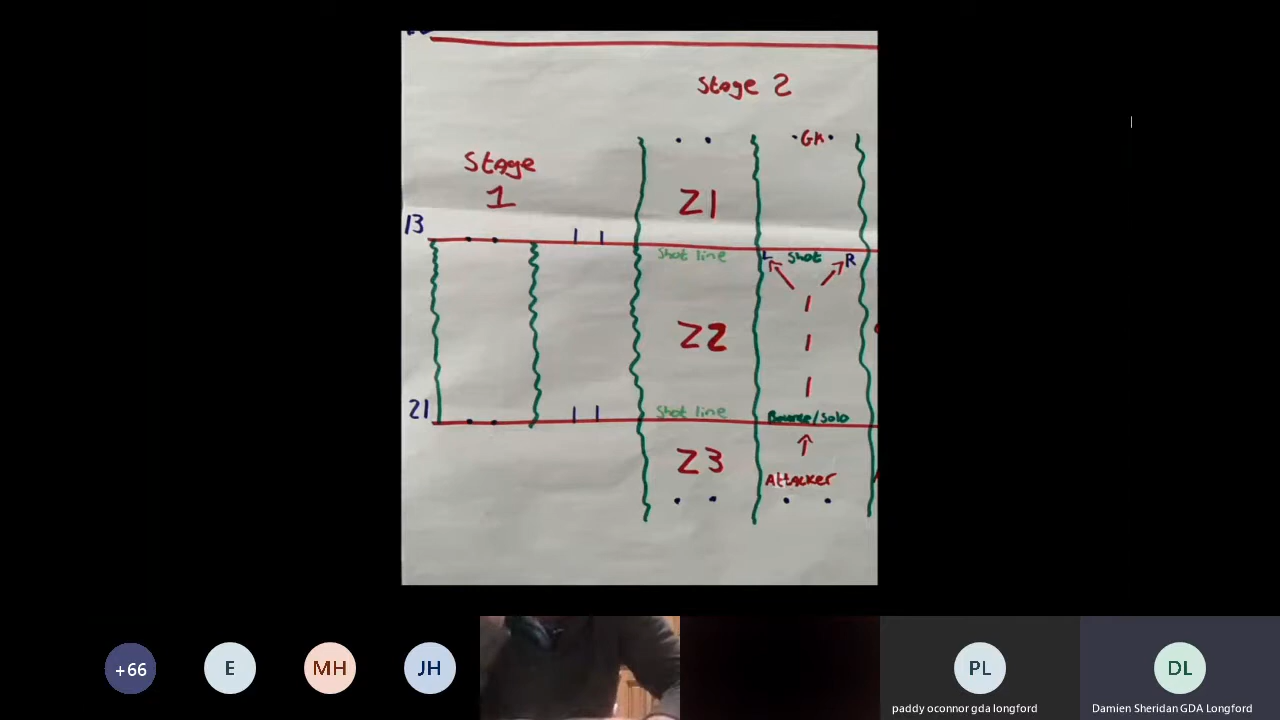 Stage 2
• GK •
Stage
1
Z1
13
Shot line
L Shot R
Z2
21
Shot line
Bounce/Solo
Z3
Attacker
+66
E
MH
JH
PL
DL
paddy oconnor gda longford
Damien Sheridan GDA Longford